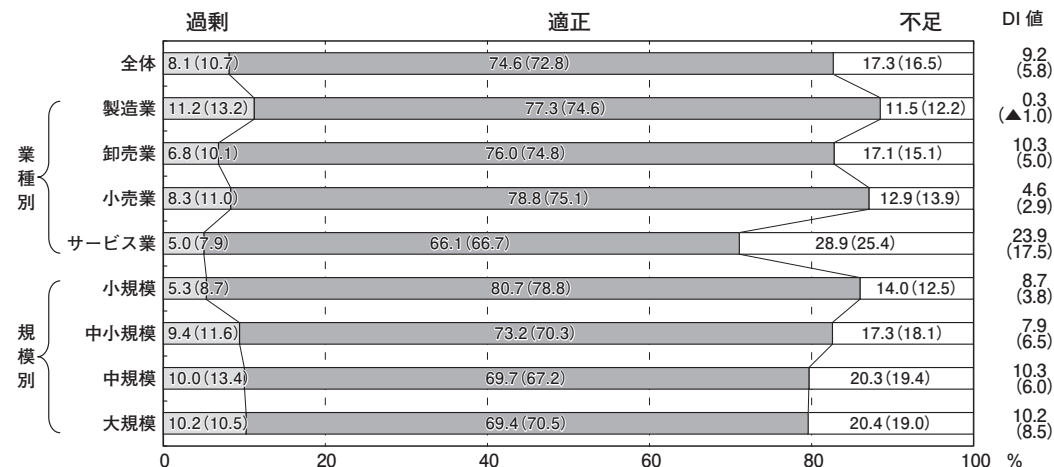 過剰 適正 不足 DI 値
全体 8.1(10.7) 74.6(72.8) 17.3(16.5) 9.2 (5.8)
業種別
製造業 11.2(13.2) 77.3(74.6) 11.5(12.2) 0.3 (▲1.0)
卸売業 6.8(10.1) 76.0(74.8) 17.1(15.1) 10.3 (5.0)
小売業 8.3(11.0) 78.8(75.1) 12.9(13.9) 4.6 (2.9)
サービス業 5.0(7.9) 66.1(66.7) 28.9(25.4) 23.9 (17.5)
規模別
小規模 5.3(8.7) 80.7(78.8) 14.0(12.5) 8.7 (3.8)
中小規模 9.4(11.6) 73.2(70.3) 17.3(18.1) 7.9 (6.5)
中規模 10.0(13.4) 69.7(67.2) 20.3(19.4) 10.3 (6.0)
大規模 10.2(10.5) 69.4(70.5) 20.4(19.0) 10.2 (8.5)
0 20 40 60 80 100 %